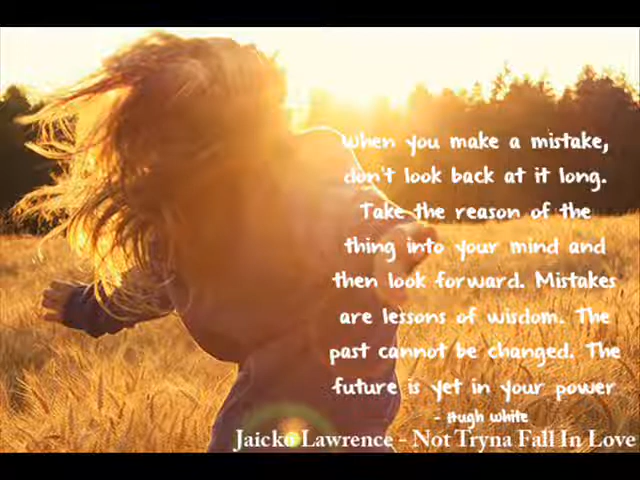 When you make a mistake,
don't look back at it long.
Take the reason of the
thing into your mind and
then look forward. Mistakes
are lessons of wisdom. The
past cannot be changed. The
future is yet in your power
- Hugh White
Jaicko Lawrence - Not Tryna Fall In Love